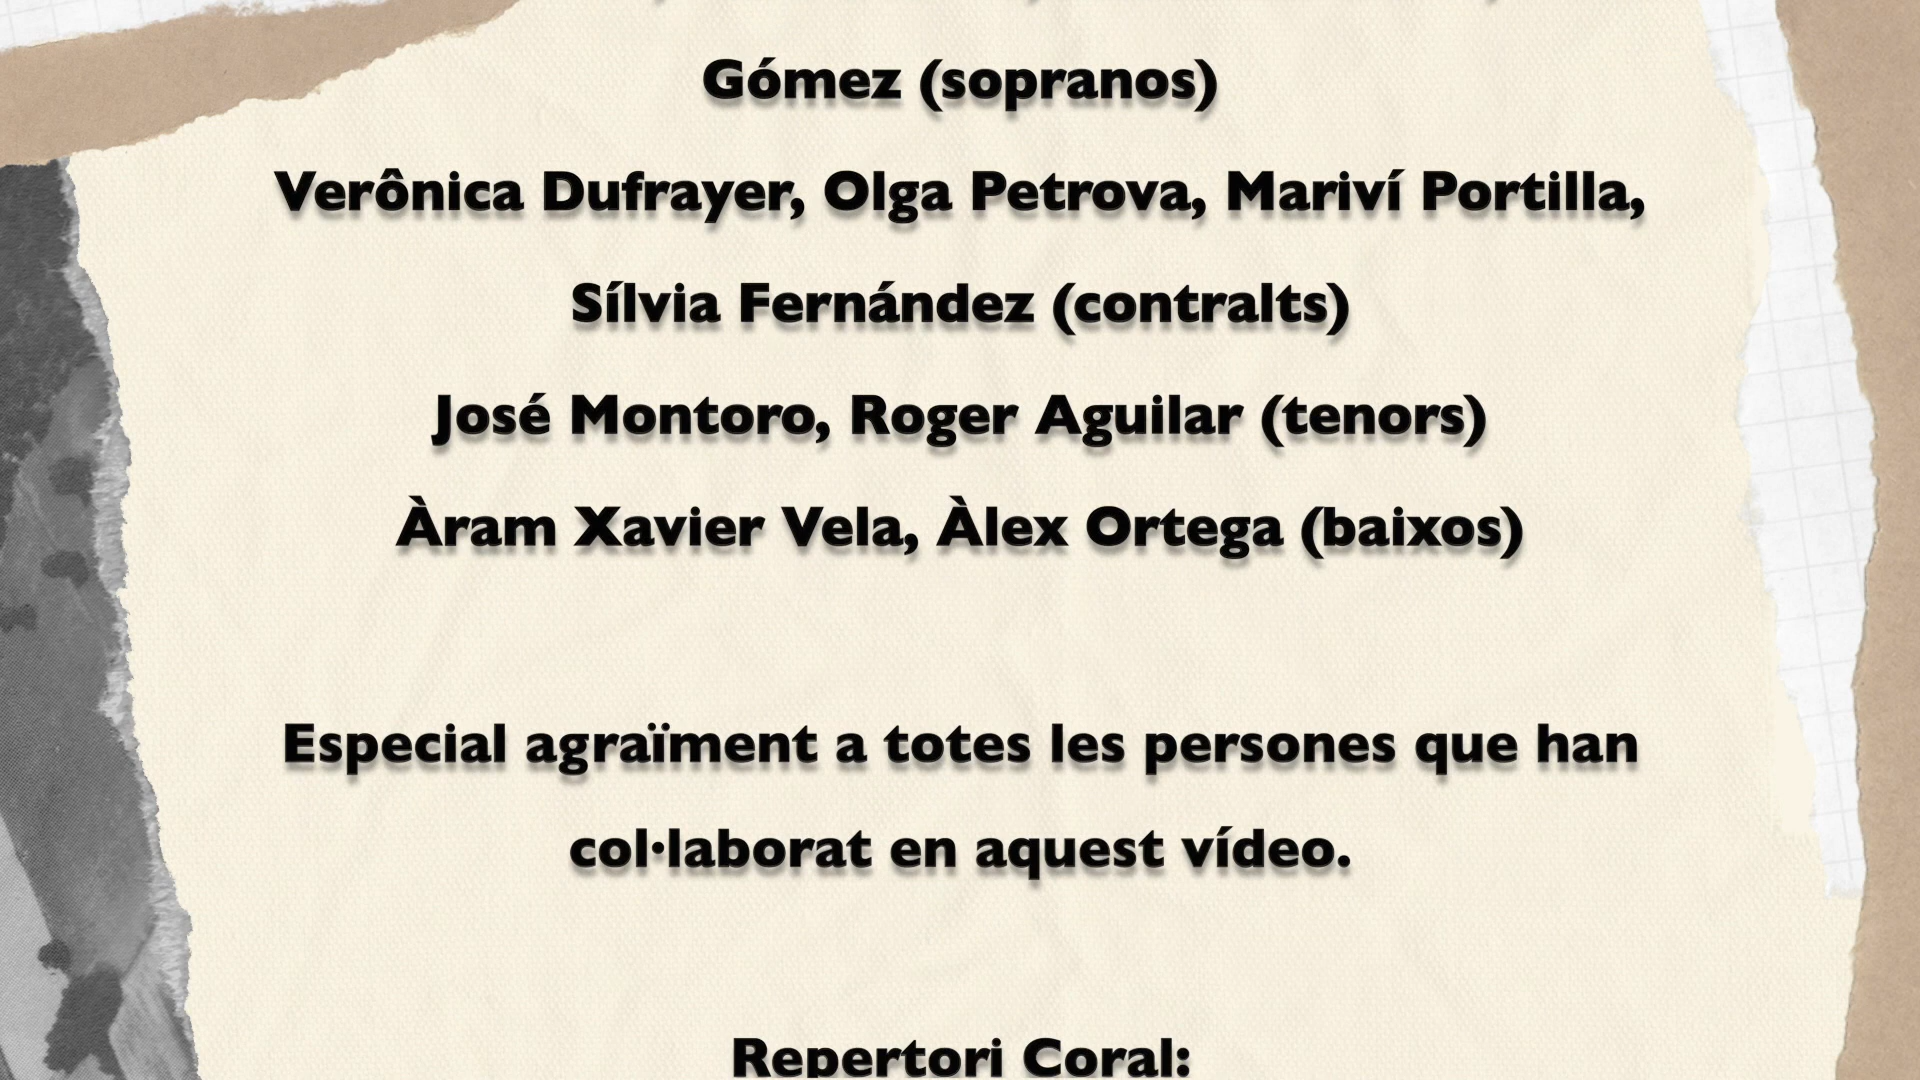 Gómez (sopranos)
Verônica Dufrayer, Olga Petrova, Mariví Portilla,
Sílvia Fernández (contralts)
José Montoro, Roger Aguilar (tenors)
Àram Xavier Vela, Àlex Ortega (baixos)
Especial agraïment a totes les persones que han
col·laborat en aquest vídeo.
Repertori Coral: